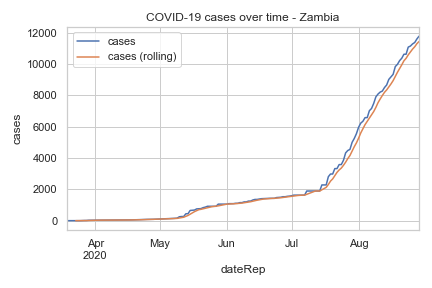 COVID-19 cases over time - Zambia
cases
cases (rolling)
12000
10000
8000
6000
4000
2000
0
cases
Apr
2020
May
Jun
Jul
Aug
dateRep